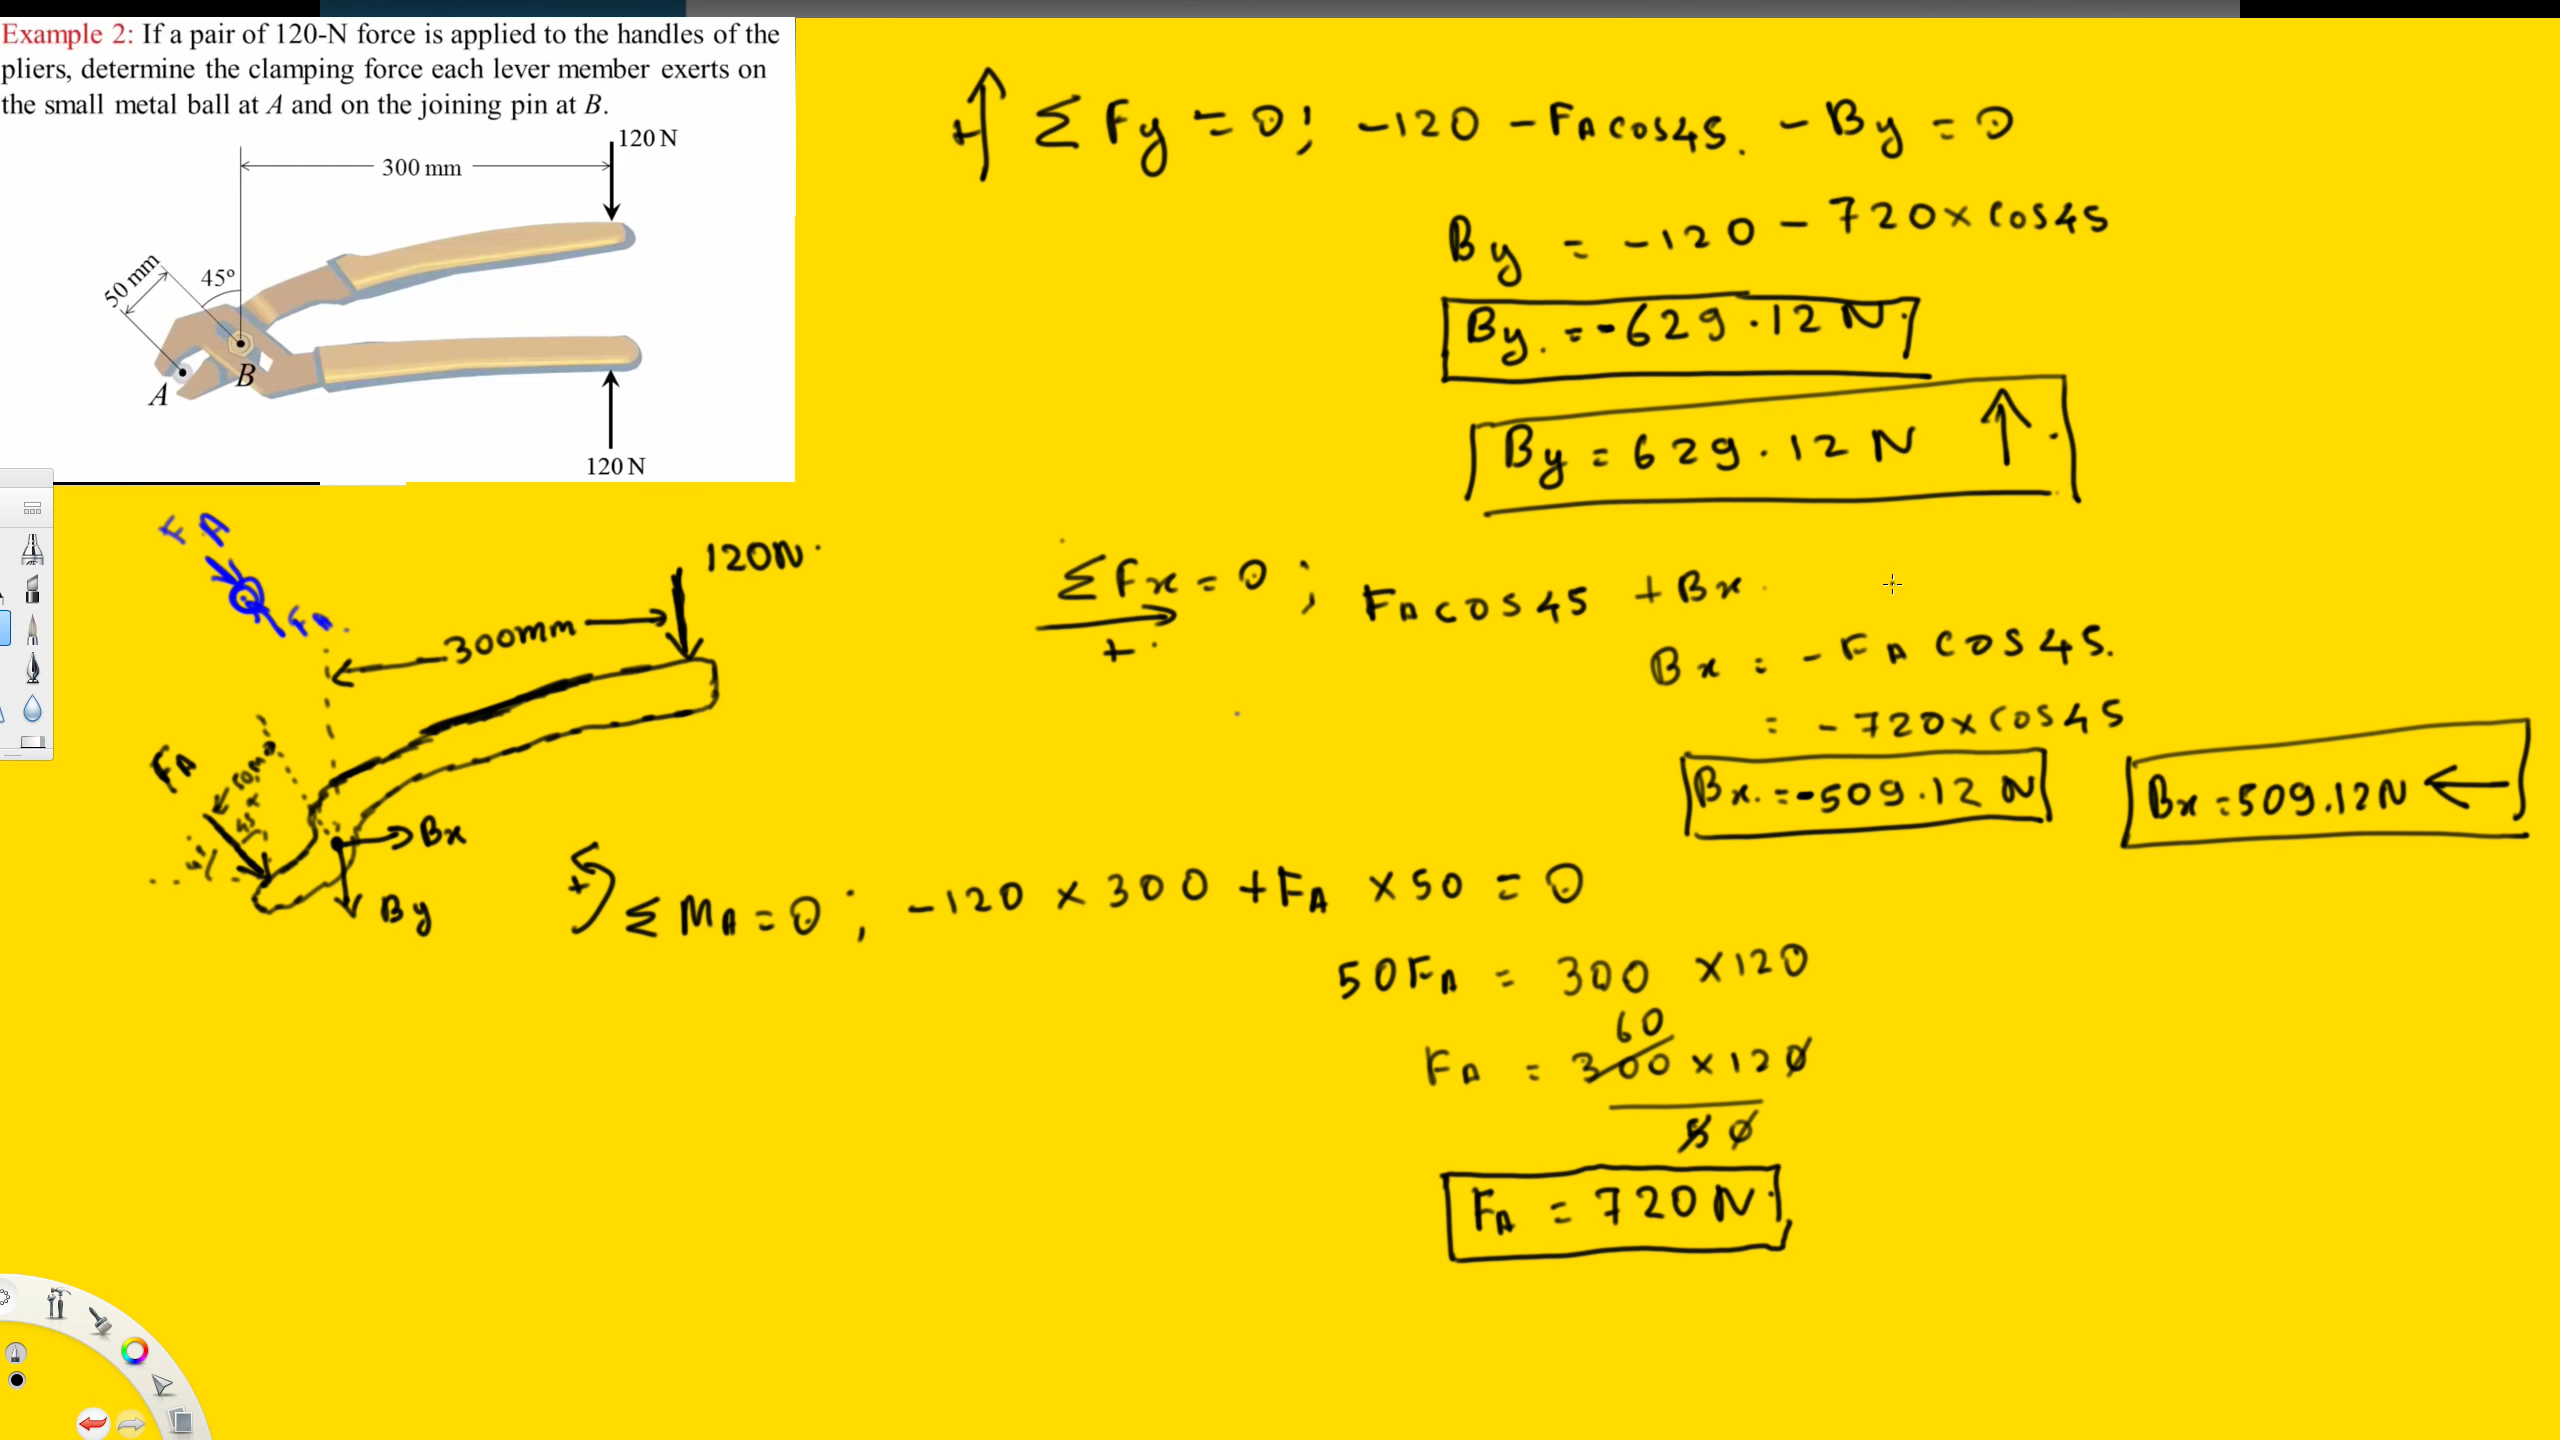 Example 2: If a pair of 120-N force is applied to the handles of the
pliers, determine the clamping force each lever member exerts on
the small metal ball at A and on the joining pin at B.
120 N
300 mm
50 mm
45º
A
B
120 N
+ ΣFy = 0; -120 - FA cos45. - By = 0
By = -120 - 720 x cos45
By. = -629.12 N.
By = 629.12 N ↑
FA
FA
120N.
300mm
FA
50mm
45
45
Bx
By
ΣFx = 0; FA cos45 + Bx
+
Bx = - FA cos45.
= - 720 x cos45
Bx. = -509.12 N
Bx = 509.12N ←
+ ΣMA = 0; -120 x 300 + FA x 50 = 0
50FA = 300 x 120
60
FA = 300 x 120
50
FA = 720 N.